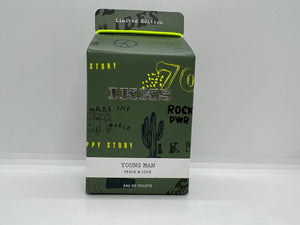 Limited Edition
STORY
70
IKKS
ROCK
PWR
MAKE THE
WORLD
PPY STORY
IKKS
YOUNG MAN
PEACE & LOVE
EAU DE TOILETTE